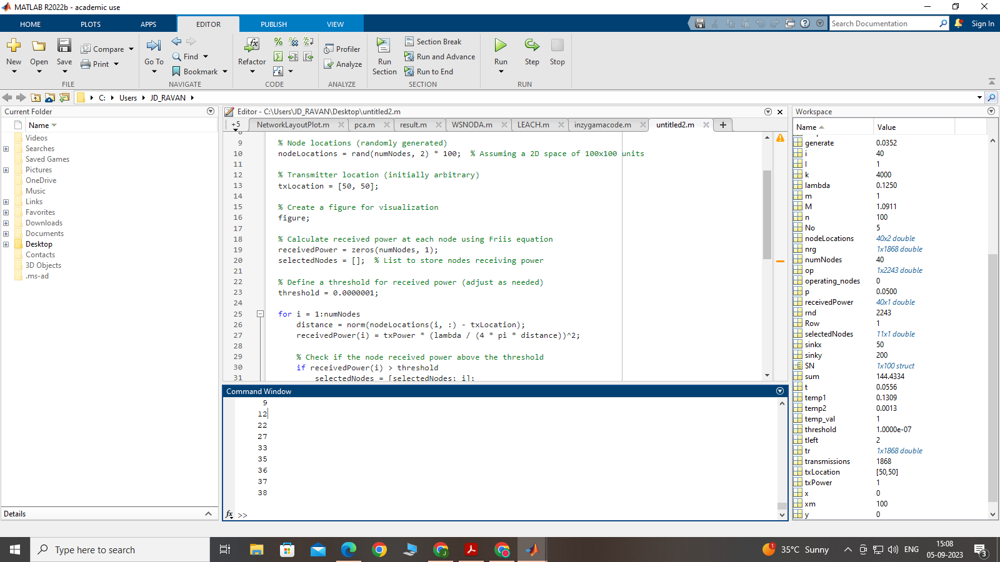 MATLAB R2022b - academic use
HOME PLOTS APPS EDITOR PUBLISH VIEW
Search Documentation
Sign In
New
Open
Save
Compare
Print
FILE
Go To
Find
Bookmark
NAVIGATE
Refactor
CODE
Profiler
Analyze
ANALYZE
Run
Section
Section Break
Run and Advance
Run to End
SECTION
Run
Step
Stop
RUN
C: Users JD_RAVAN
Current Folder
Name
Videos
Searches
Saved Games
Pictures
OneDrive
Music
Links
Favorites
Downloads
Documents
Desktop
Contacts
3D Objects
.ms-ad
Details
Editor - C:\Users\JD_RAVAN\Desktop\untitled2.m
+5 NetworkLayoutPlot.m pca.m result.m WSNODA.m LEACH.m inzygamacode.m untitled2.m
8
9 % Node locations (randomly generated)
10 nodeLocations = rand(numNodes, 2) * 100; % Assuming a 2D space of 100x100 units
11
12 % Transmitter location (initially arbitrary)
13 txLocation = [50, 50];
14
15 % Create a figure for visualization
16 figure;
17
18 % Calculate received power at each node using Friis equation
19 receivedPower = zeros(numNodes, 1);
20 selectedNodes = []; % List to store nodes receiving power
21
22 % Define a threshold for received power (adjust as needed)
23 threshold = 0.0000001;
24
25 for i = 1:numNodes
26 distance = norm(nodeLocations(i, :) - txLocation);
27 receivedPower(i) = txPower * (lambda / (4 * pi * distance))^2;
28
29 % Check if the node received power above the threshold
30 if receivedPower(i) > threshold
31 selectedNodes = [selectedNodes; i];
Command Window
9
12
22
27
33
35
36
37
38
fx >>
Workspace
Name Value
generate 0.0352
i 40
l 1
k 4000
lambda 0.1250
m 1
M 1.0911
n 100
No 5
nodeLocations 40x2 double
nrg 1x1868 double
numNodes 40
op 1x2243 double
operating_nodes 0
p 0.0500
receivedPower 40x1 double
rnd 2243
Row 1
selectedNodes 11x1 double
sinkx 50
sinky 200
SN 1x100 struct
sum 144.4334
t 0.0556
temp1 0.1309
temp2 0.0013
temp_val 1
threshold 1.0000e-07
tleft 2
tr 1x1868 double
transmissions 1868
txLocation [50,50]
txPower 1
x 0
xm 100
y 0
Type here to search
35°C Sunny
ENG
15:08
05-09-2023
3